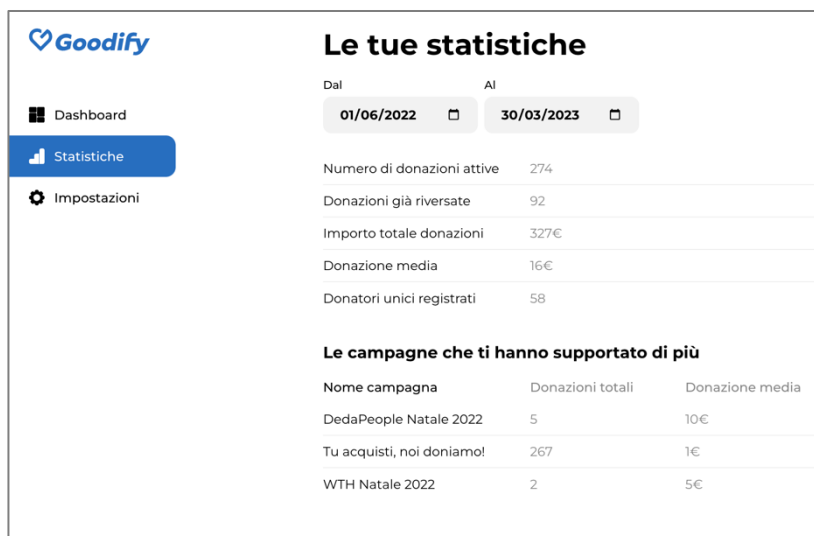 Goodify
Dashboard
Statistiche
Impostazioni
Le tue statistiche
Dal Al
01/06/2022 30/03/2023
Numero di donazioni attive 274
Donazioni già riversate 92
Importo totale donazioni 327€
Donazione media 16€
Donatori unici registrati 58
Le campagne che ti hanno supportato di più
Nome campagna Donazioni totali Donazione media
DedaPeople Natale 2022 5 10€
Tu acquisti, noi doniamo! 267 1€
WTH Natale 2022 2 5€